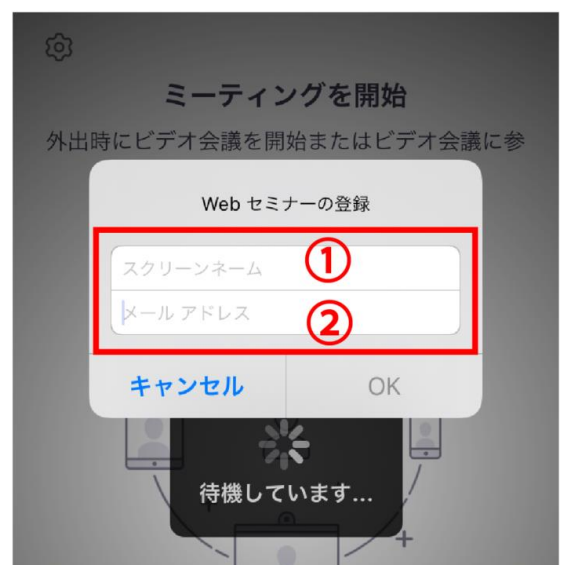 ミーティングを開始
外出時にビデオ会議を開始またはビデオ会議に参
Web セミナーの登録
スクリーンネーム ①
メール アドレス ②
キャンセル OK
待機しています...